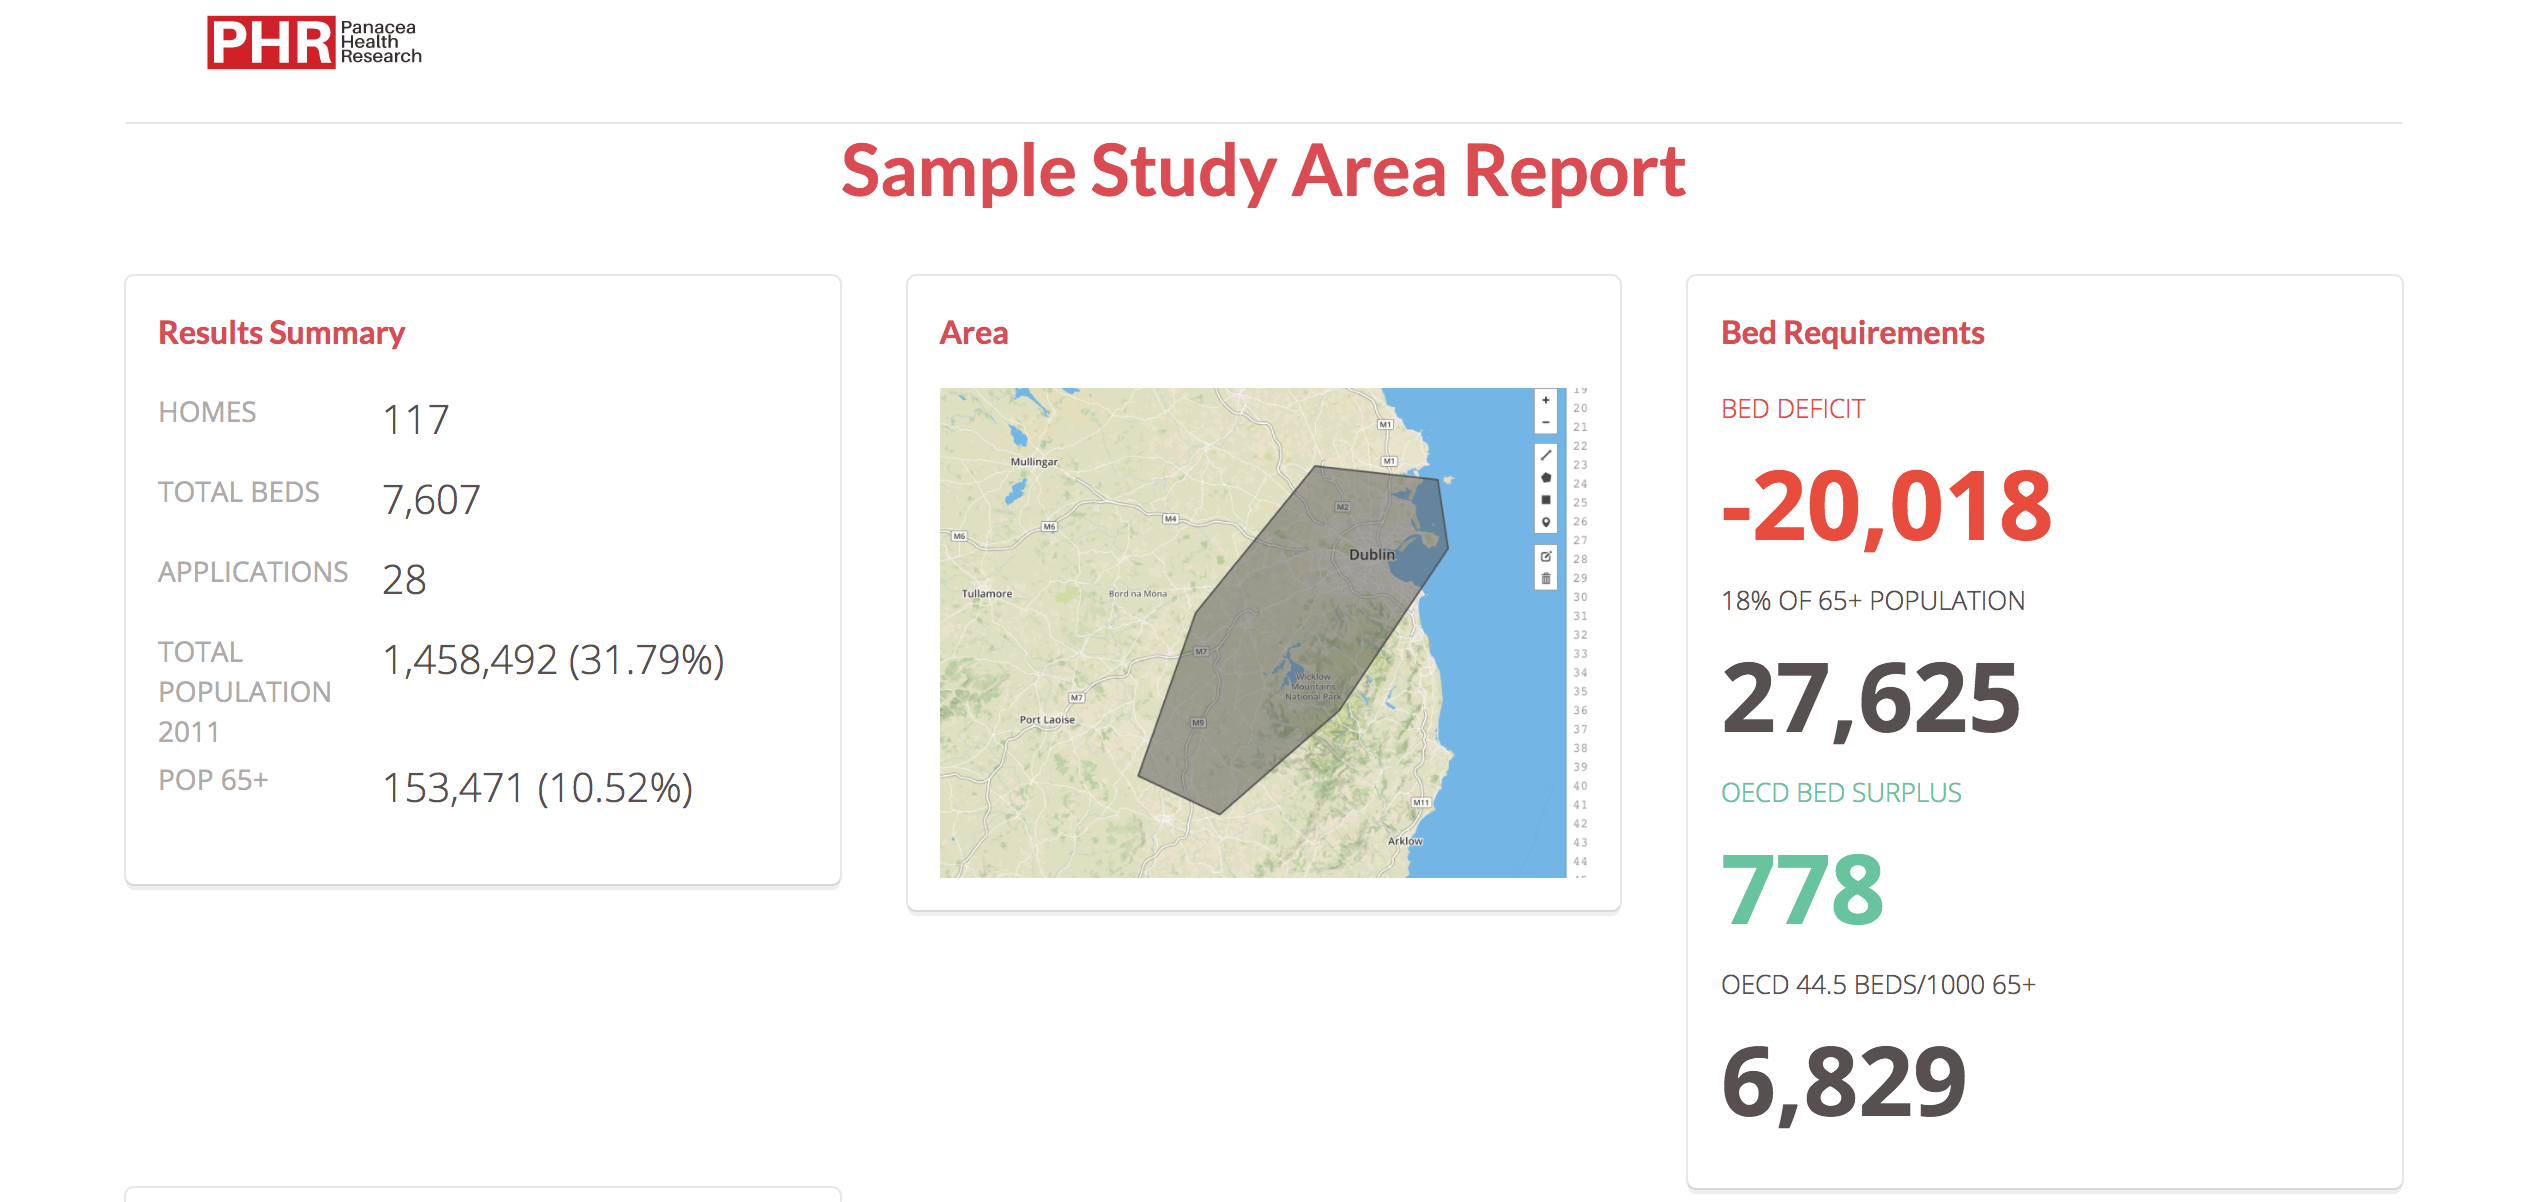 PHR
Panacea
Health
Research
Sample Study Area Report
Results Summary
HOMES 117
TOTAL BEDS 7,607
APPLICATIONS 28
TOTAL POPULATION 2011 1,458,492 (31.79%)
POP 65+ 153,471 (10.52%)
Area
M1
Mullingar
M1
M2
M4
M6
M6
Dublin
Tullamore
Bord na Móna
M7
Wicklow
Mountains
National Park
M7
Port Laoise
M9
M11
Arklow
+
−
19
20
21
22
23
24
25
26
27
28
29
30
31
32
33
34
35
36
37
38
39
40
41
42
43
44
Bed Requirements
BED DEFICIT
-20,018
18% OF 65+ POPULATION
27,625
OECD BED SURPLUS
778
OECD 44.5 BEDS/1000 65+
6,829